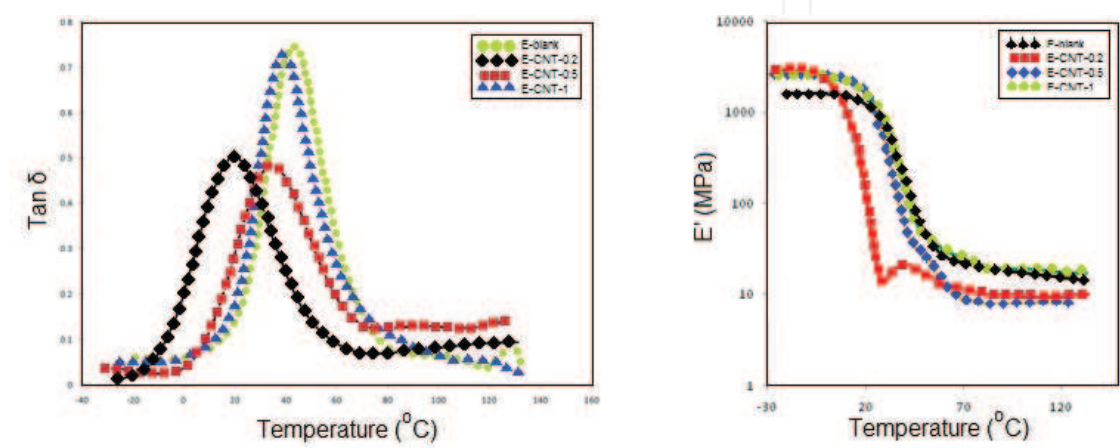 0.8
0.7
0.6
0.5
0.4
0.3
0.2
0.1
0
-40
-20
0
20
40
60
80
100
120
140
160
Tan δ
Temperature (°C)
E-blank
E-CNT-0.2
E-CNT-0.5
E-CNT-1
10000
1000
100
10
1
-30
20
70
120
E' (MPa)
Temperature (°C)
E-blank
E-CNT-0.2
E-CNT-0.5
E-CNT-1